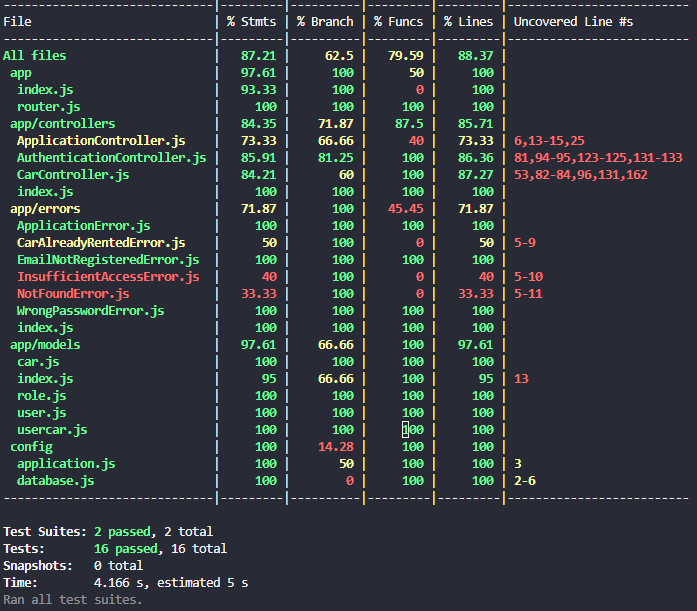 -----------------------------|---------|----------|---------|---------|--------------------------
File                         | % Stmts | % Branch | % Funcs | % Lines | Uncovered Line #s
-----------------------------|---------|----------|---------|---------|--------------------------
All files                    |   87.21 |     62.5 |   79.59 |   88.37 |
 app                         |   97.61 |      100 |      50 |     100 |
  index.js                   |   93.33 |      100 |       0 |     100 |
  router.js                  |     100 |      100 |     100 |     100 |
 app/controllers             |   84.35 |    71.87 |    87.5 |   85.71 |
  ApplicationController.js   |   73.33 |    66.66 |      40 |   73.33 | 6,13-15,25
  AuthenticationController.js |   85.91 |    81.25 |     100 |   86.36 | 81,94-95,123-125,131-133
  CarController.js           |   84.21 |       60 |     100 |   87.27 | 53,82-84,96,131,162
  index.js                   |     100 |      100 |     100 |     100 |
 app/errors                  |   71.87 |      100 |   45.45 |   71.87 |
  ApplicationError.js        |     100 |      100 |     100 |     100 |
  CarAlreadyRentedError.js   |      50 |      100 |       0 |      50 | 5-9
  EmailNotRegisteredError.js |     100 |      100 |     100 |     100 |
  InsufficientAccessError.js |      40 |      100 |       0 |      40 | 5-10
  NotFoundError.js           |   33.33 |      100 |       0 |   33.33 | 5-11
  WrongPasswordError.js      |     100 |      100 |     100 |     100 |
  index.js                   |     100 |      100 |     100 |     100 |
 app/models                  |   97.61 |    66.66 |     100 |   97.61 |
  car.js                     |     100 |      100 |     100 |     100 |
  index.js                   |      95 |    66.66 |     100 |      95 | 13
  role.js                    |     100 |      100 |     100 |     100 |
  user.js                    |     100 |      100 |     100 |     100 |
  usercar.js                 |     100 |      100 |     100 |     100 |
 config                      |     100 |    14.28 |     100 |     100 |
  application.js             |     100 |       50 |     100 |     100 | 3
  database.js                |     100 |        0 |     100 |     100 | 2-6
-----------------------------|---------|----------|---------|---------|--------------------------
Test Suites: 2 passed, 2 total
Tests:       16 passed, 16 total
Snapshots:   0 total
Time:        4.166 s, estimated 5 s
Ran all test suites.